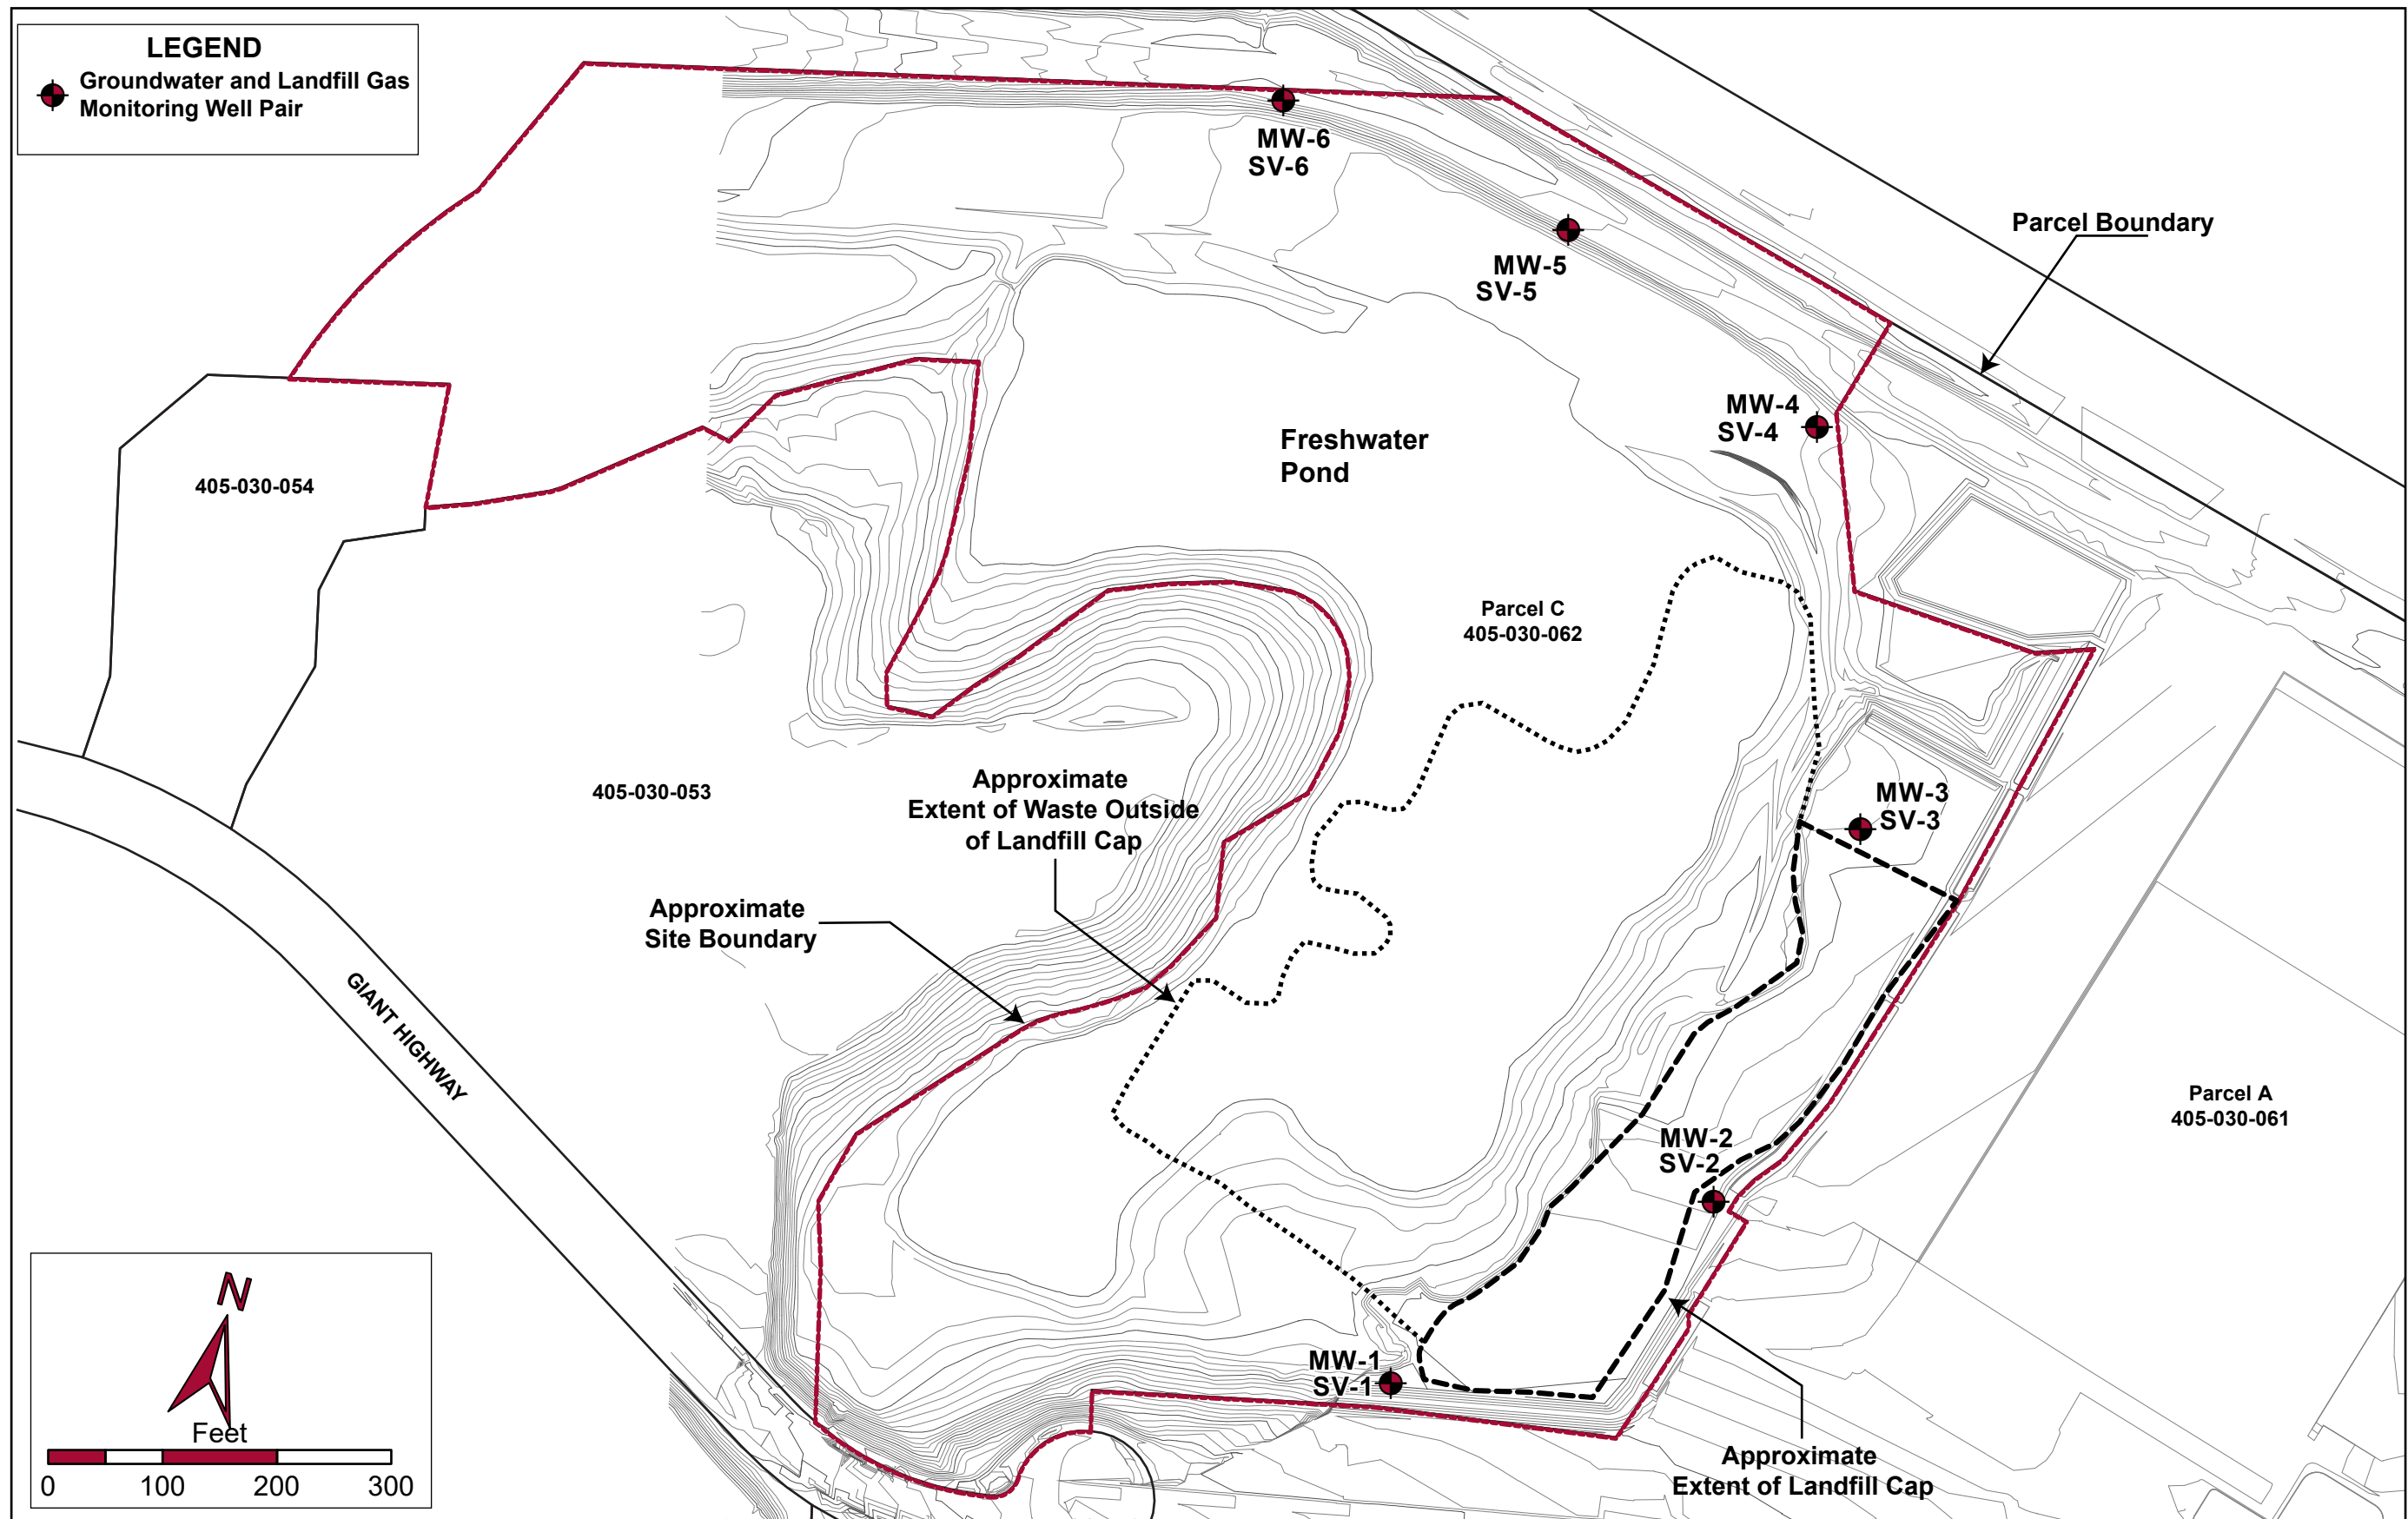 LEGEND
Groundwater and Landfill Gas
Monitoring Well Pair
MW-6
SV-6
Parcel Boundary
MW-5
SV-5
MW-4
SV-4
Freshwater
Pond
405-030-054
Parcel C
405-030-062
405-030-053
Approximate
Extent of Waste Outside
of Landfill Cap
MW-3
SV-3
Approximate
Site Boundary
GIANT HIGHWAY
Parcel A
405-030-061
MW-2
SV-2
MW-1
SV-1
Approximate
Extent of Landfill Cap
N
Feet
0 100 200 300